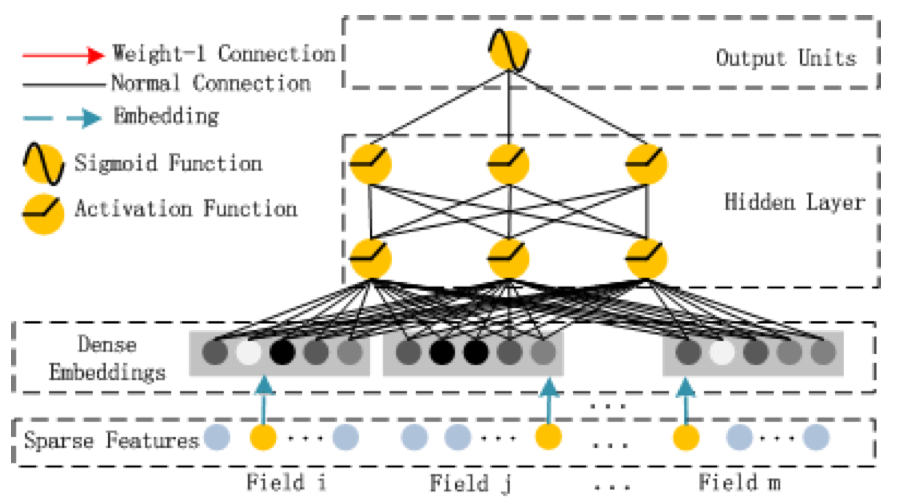 Weight-1 Connection
Normal Connection
Embedding
Sigmoid Function
Activation Function
Output Units
Hidden Layer
Dense
Embeddings
...
Sparse Features ... ... ... ...
Field i Field j ... Field m